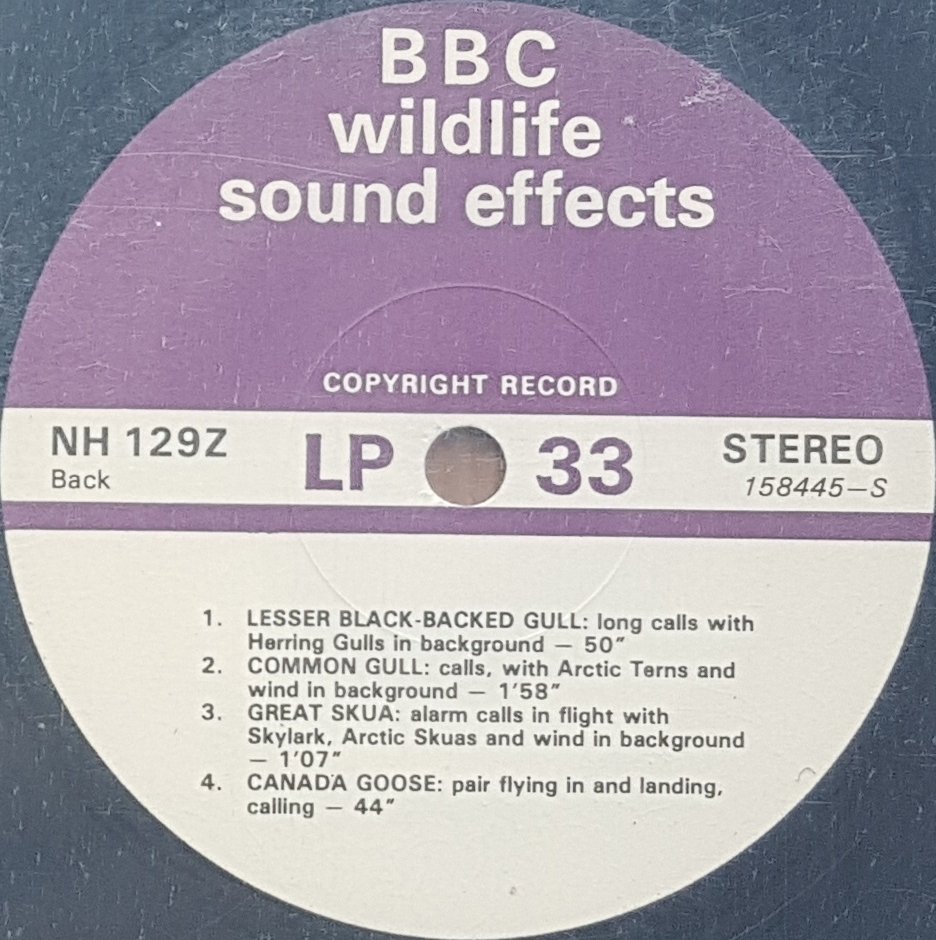 BBC
wildlife
sound effects
COPYRIGHT RECORD
NH 129Z LP 33 STEREO
Back 158445–S
1. LESSER BLACK-BACKED GULL: long calls with
Herring Gulls in background – 50"
2. COMMON GULL: calls, with Arctic Terns and
wind in background – 1'58"
3. GREAT SKUA: alarm calls in flight with
Skylark, Arctic Skuas and wind in background
– 1'07"
4. CANADA GOOSE: pair flying in and landing,
calling – 44"